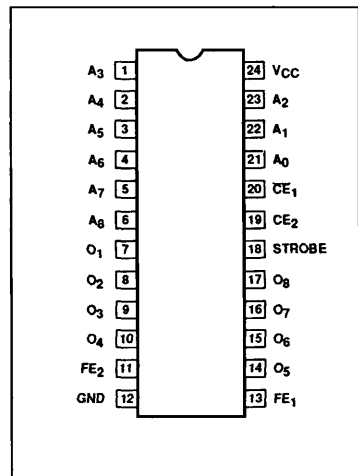 A3 1 24 VCC
A4 2 23 A2
A5 3 22 A1
A6 4 21 A0
A7 5 20 C̅E̅1
A8 6 19 CE2
O1 7 18 STROBE
O2 8 17 O8
O3 9 16 O7
O4 10 15 O6
FE2 11 14 O5
GND 12 13 FE1